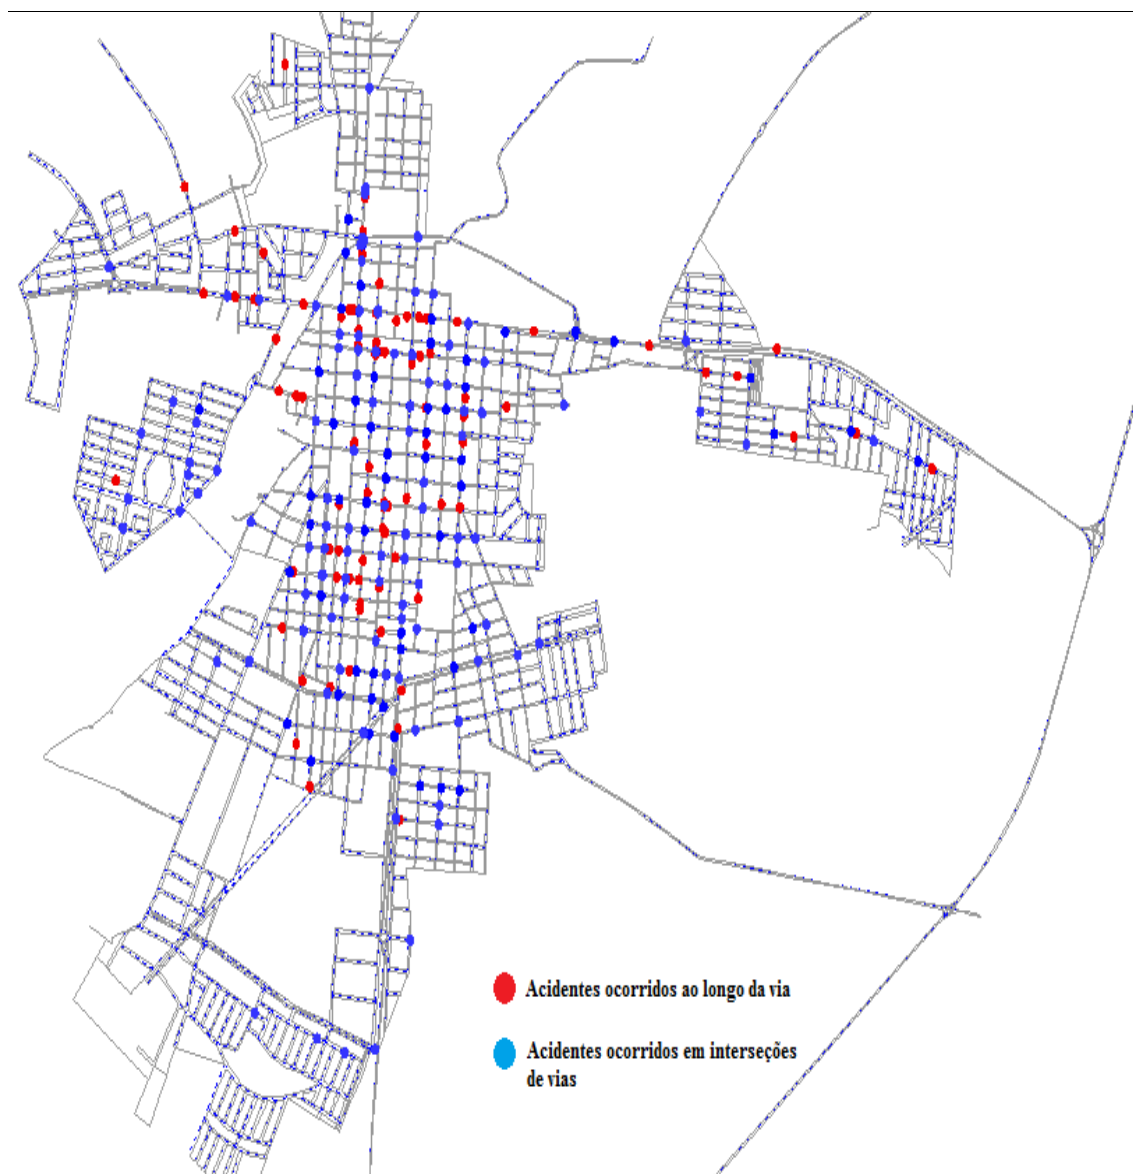 Acidentes ocorridos ao longo da via
Acidentes ocorridos em interseções
de vias